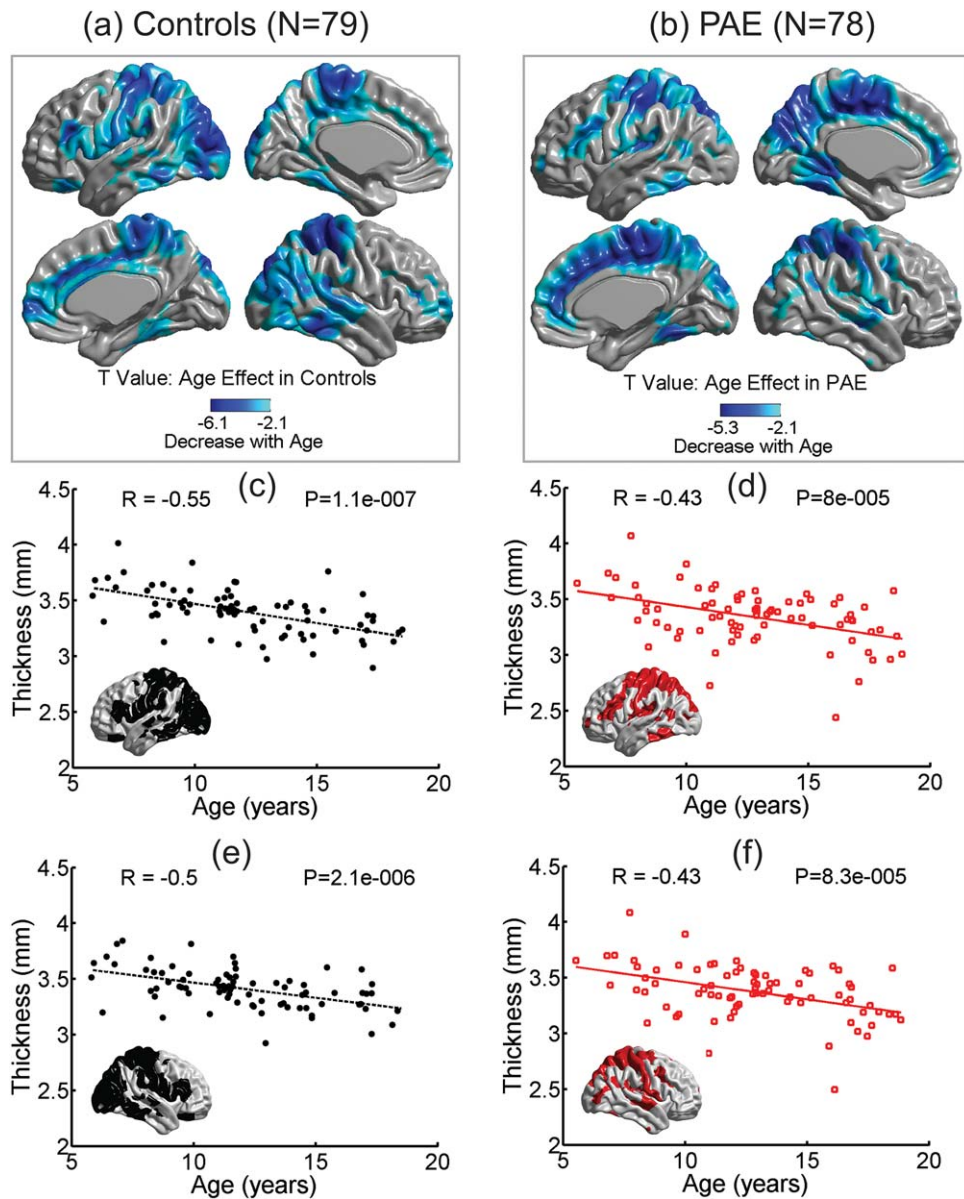 (a) Controls (N=79)
(b) PAE (N=78)
T Value: Age Effect in Controls
-6.1 -2.1
Decrease with Age
T Value: Age Effect in PAE
-5.3 -2.1
Decrease with Age
(c)
R = -0.55 P=1.1e-007
Thickness (mm)
4.5
4
3.5
3
2.5
2
5 10 15 20
Age (years)
(d)
R = -0.43 P=8e-005
Thickness (mm)
4.5
4
3.5
3
2.5
2
5 10 15 20
Age (years)
(e)
R = -0.5 P=2.1e-006
Thickness (mm)
4.5
4
3.5
3
2.5
2
5 10 15 20
Age (years)
(f)
R = -0.43 P=8.3e-005
Thickness (mm)
4.5
4
3.5
3
2.5
2
5 10 15 20
Age (years)